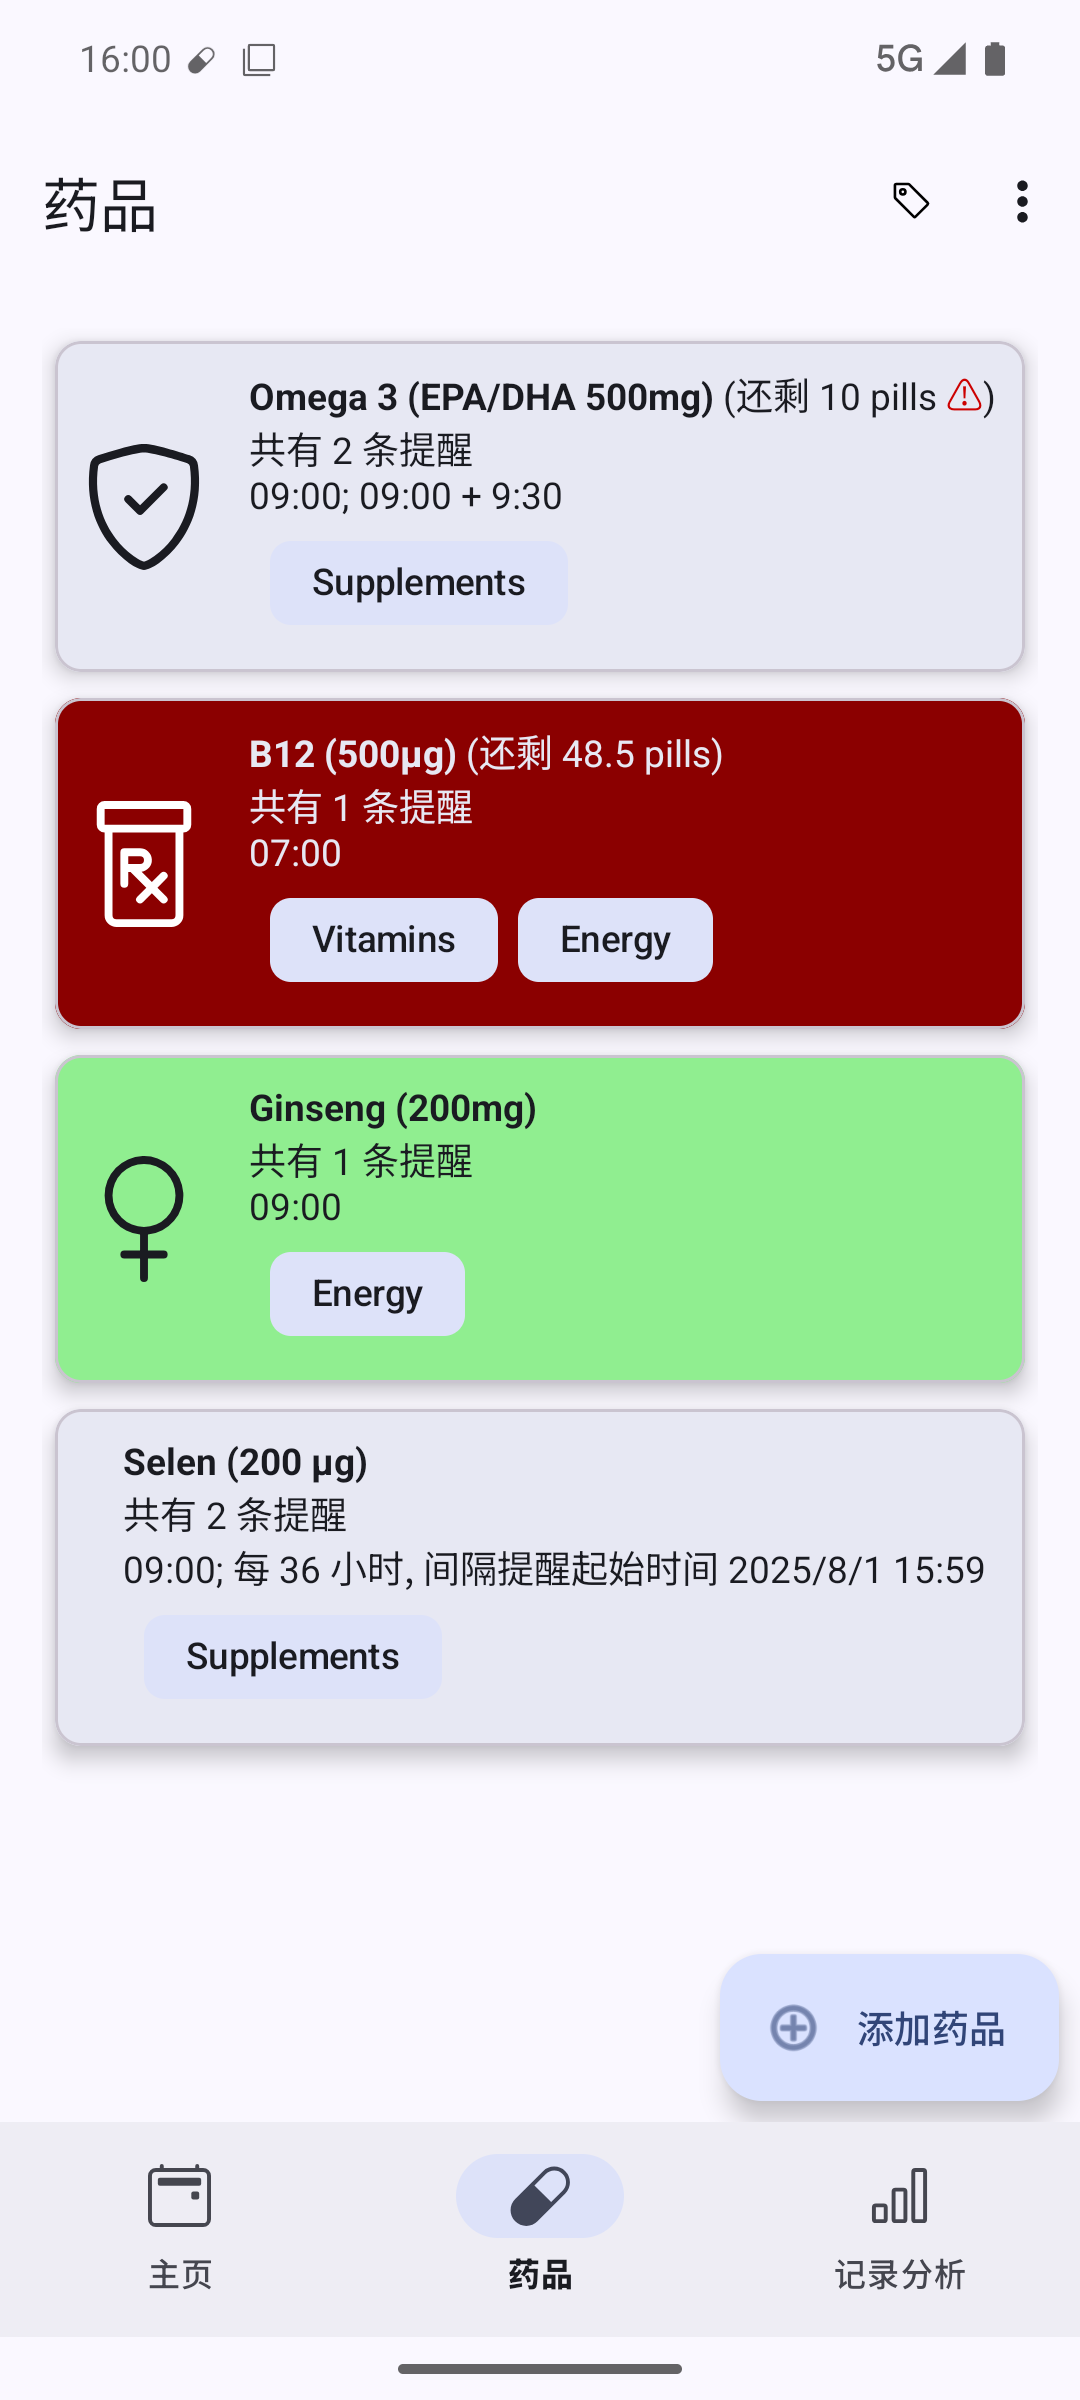 16:00
5G
药品
Omega 3 (EPA/DHA 500mg) (还剩 10 pills ⚠)
共有 2 条提醒
09:00; 09:00 + 9:30
Supplements
B12 (500µg) (还剩 48.5 pills)
共有 1 条提醒
07:00
Vitamins
Energy
Ginseng (200mg)
共有 1 条提醒
09:00
Energy
Selen (200 µg)
共有 2 条提醒
09:00; 每 36 小时, 间隔提醒起始时间 2025/8/1 15:59
Supplements
添加药品
主页
药品
记录分析